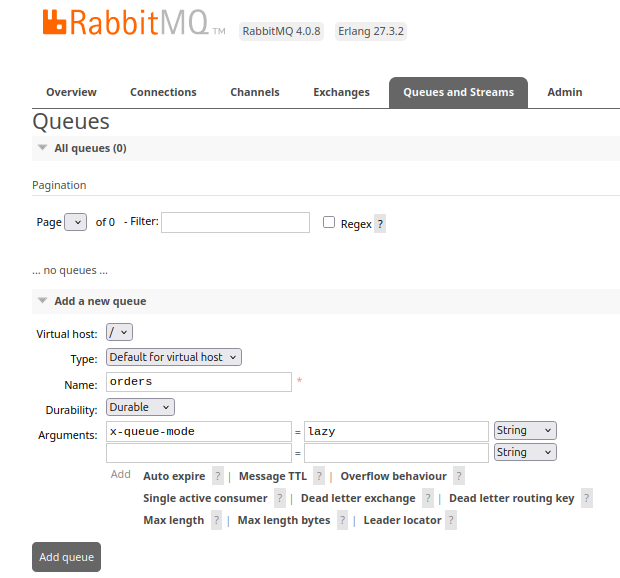 RabbitMQ TM RabbitMQ 4.0.8 Erlang 27.3.2
Overview Connections Channels Exchanges Queues and Streams Admin
Queues
All queues (0)
Pagination
Page of 0 - Filter: Regex ?
... no queues ...
Add a new queue
Virtual host: /
Type: Default for virtual host
Name: orders *
Durability: Durable
Arguments: x-queue-mode = lazy String
= String
Add Auto expire ? | Message TTL ? | Overflow behaviour ?
Single active consumer ? | Dead letter exchange ? | Dead letter routing key ?
Max length ? | Max length bytes ? | Leader locator ?
Add queue